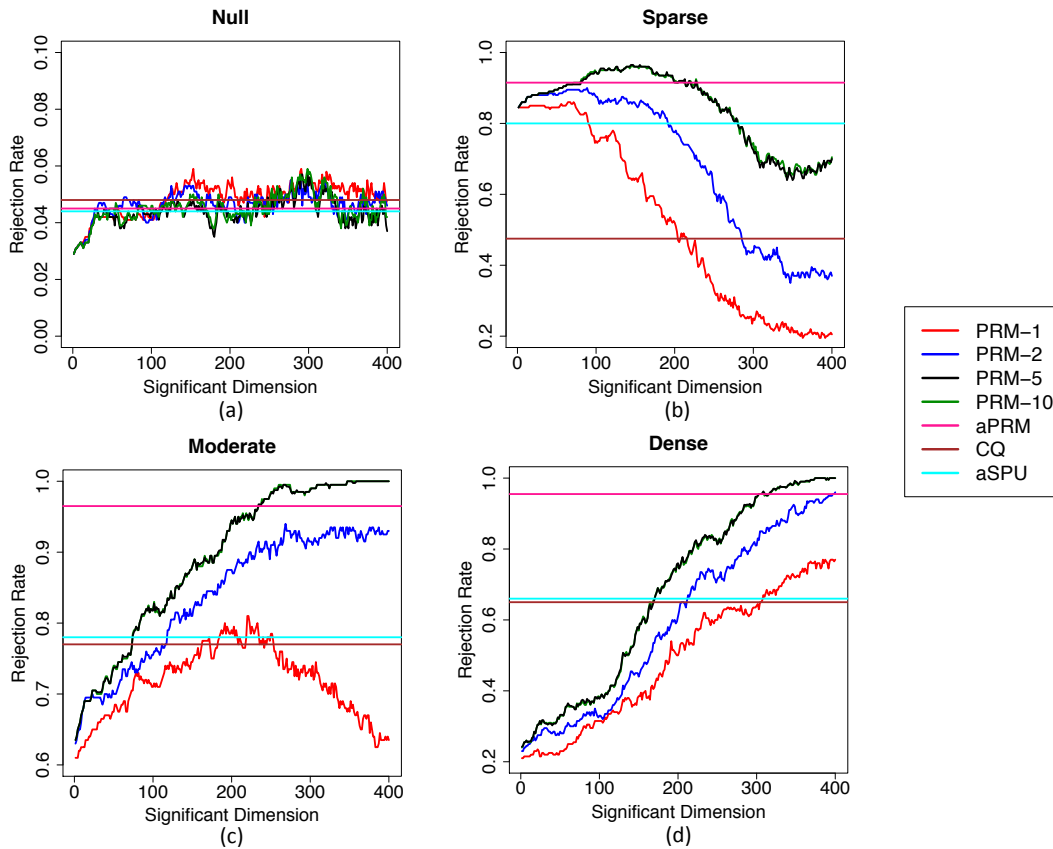 Null
Rejection Rate
0.00 0.02 0.04 0.06 0.08 0.10
0 100 200 300 400
Significant Dimension
(a)
Sparse
Rejection Rate
0.2 0.4 0.6 0.8 1.0
0 100 200 300 400
Significant Dimension
(b)
PRM−1
PRM−2
PRM−5
PRM−10
aPRM
CQ
aSPU
Moderate
Rejection Rate
0.6 0.7 0.8 0.9 1.0
0 100 200 300 400
Significant Dimension
(c)
Dense
Rejection Rate
0.2 0.4 0.6 0.8 1.0
0 100 200 300 400
Significant Dimension
(d)